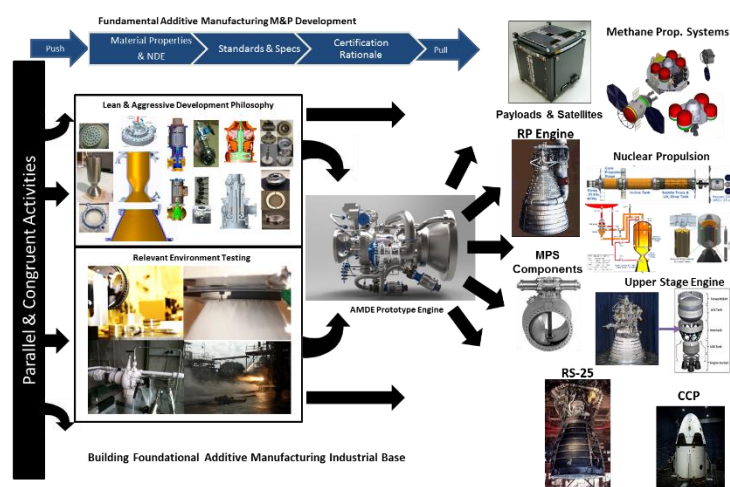 Fundamental Additive Manufacturing M&P Development
Push
Material Properties
& NDE
Standards & Specs
Certification
Rationale
Pull
Parallel & Congruent Activities
Lean & Aggressive Development Philosophy
Relevant Environment Testing
AMDE Prototype Engine
Building Foundational Additive Manufacturing Industrial Base
Methane Prop. Systems
Payloads & Satellites
RP Engine
Nuclear Propulsion
MPS
Components
Upper Stage Engine
RS-25
CCP